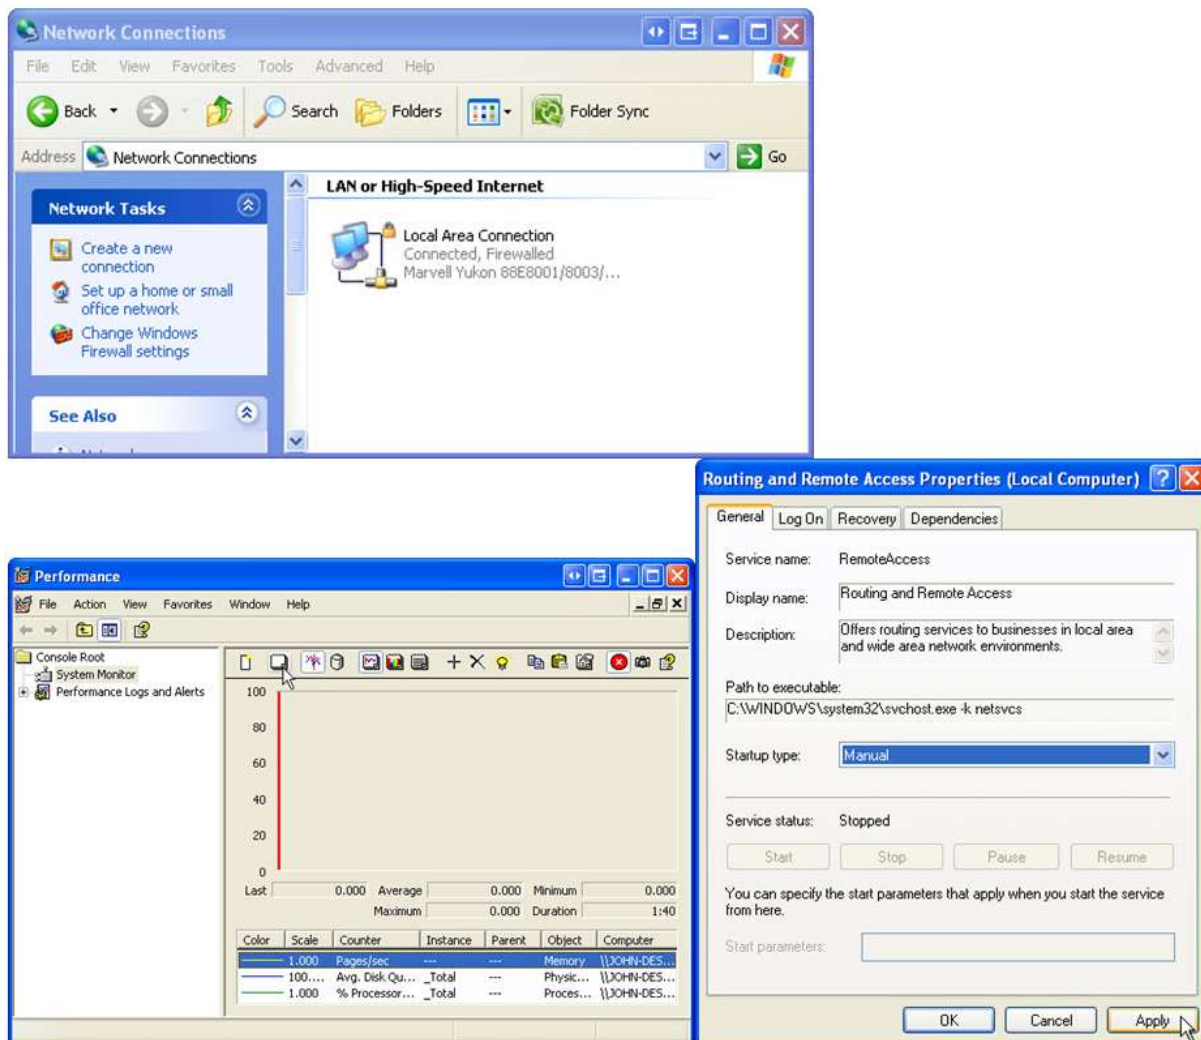 Network Connections
File Edit View Favorites Tools Advanced Help
Back Search Folders Folder Sync
Address Network Connections Go
Network Tasks
Create a new
connection
Set up a home or small
office network
Change Windows
Firewall settings
See Also
LAN or High-Speed Internet
Local Area Connection
Connected, Firewalled
Marvell Yukon 88E8001/8003/...
Performance
File Action View Favorites Window Help
Console Root
System Monitor
Performance Logs and Alerts
100
80
60
40
20
0
Last 0.000 Average 0.000 Minimum 0.000
Maximum 0.000 Duration 1:40
Color Scale Counter Instance Parent Object Computer
1.000 Pages/sec --- --- Memory \\JOHN-DES...
100.... Avg. Disk Qu... _Total --- Physic... \\JOHN-DES...
1.000 % Processor... _Total --- Proces... \\JOHN-DES...
Routing and Remote Access Properties (Local Computer)
General Log On Recovery Dependencies
Service name: RemoteAccess
Display name: Routing and Remote Access
Description: Offers routing services to businesses in local area
and wide area network environments.
Path to executable:
C:\WINDOWS\system32\svchost.exe -k netsvcs
Startup type: Manual
Service status: Stopped
Start Stop Pause Resume
You can specify the start parameters that apply when you start the service
from here.
Start parameters:
OK Cancel Apply